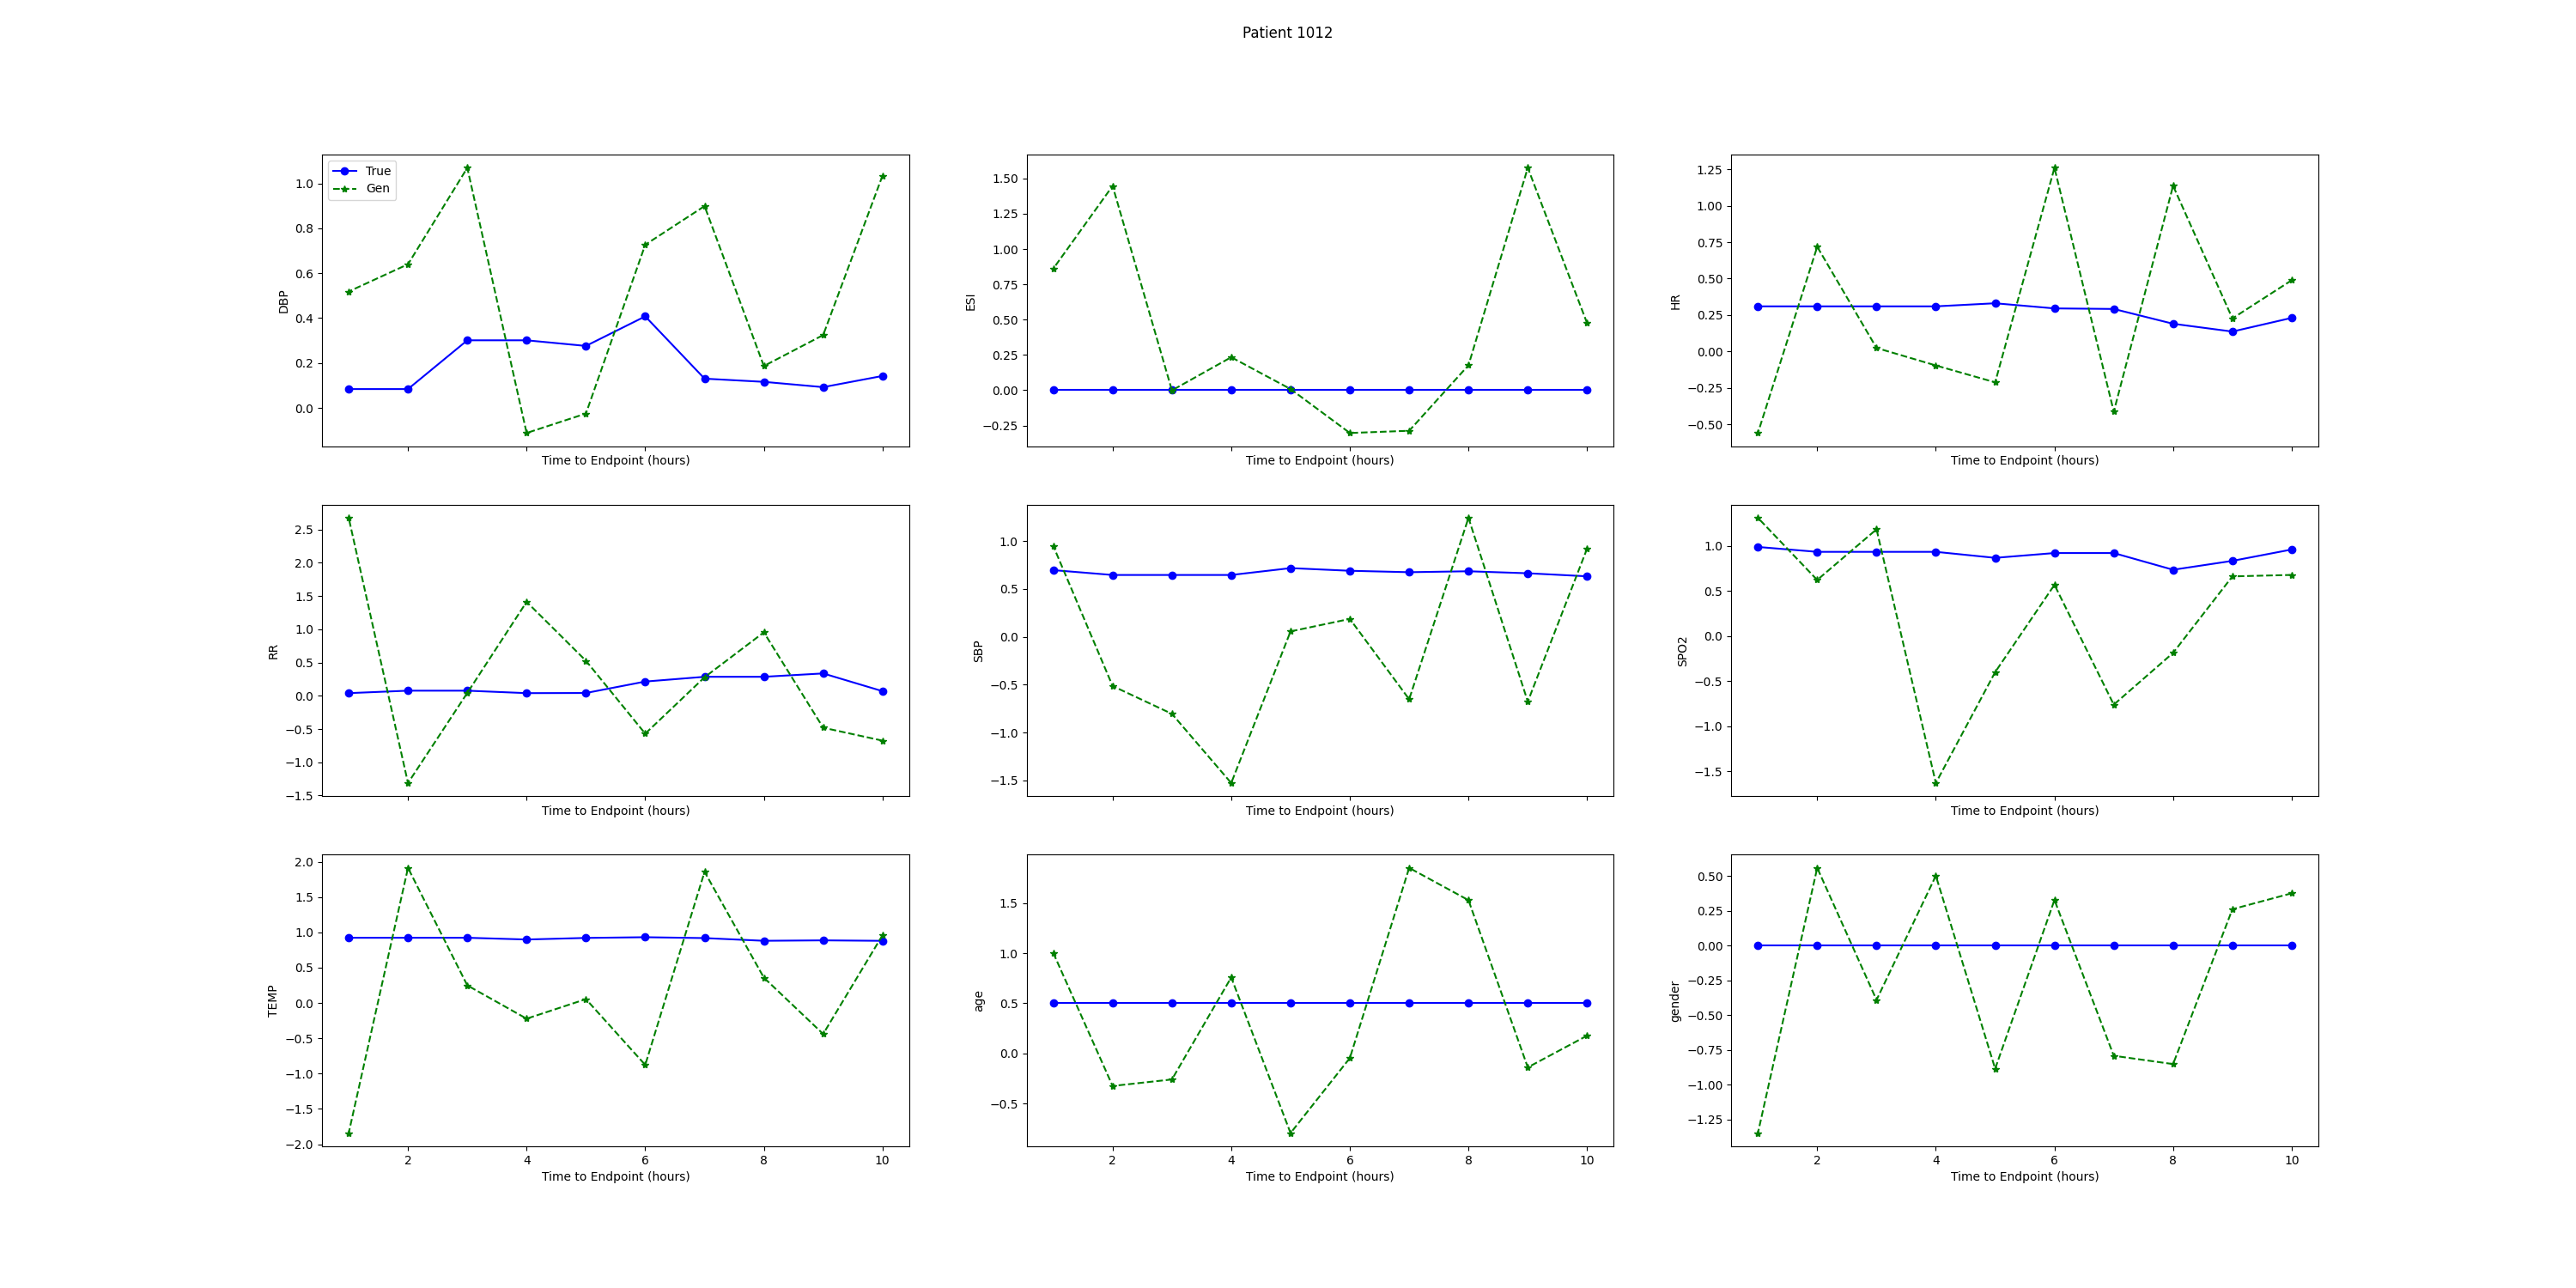 Patient 1012
True
Gen
1.0
0.8
0.6
0.4
0.2
0.0
DBP
Time to Endpoint (hours)
1.50
1.25
1.00
0.75
0.50
0.25
0.00
−0.25
ESI
Time to Endpoint (hours)
1.25
1.00
0.75
0.50
0.25
0.00
−0.25
−0.50
HR
Time to Endpoint (hours)
2.5
2.0
1.5
1.0
0.5
0.0
−0.5
−1.0
−1.5
RR
Time to Endpoint (hours)
1.0
0.5
0.0
−0.5
−1.0
−1.5
SBP
Time to Endpoint (hours)
1.0
0.5
0.0
−0.5
−1.0
−1.5
SPO2
Time to Endpoint (hours)
2.0
1.5
1.0
0.5
0.0
−0.5
−1.0
−1.5
−2.0
TEMP
2 4 6 8 10
Time to Endpoint (hours)
1.5
1.0
0.5
0.0
−0.5
age
2 4 6 8 10
Time to Endpoint (hours)
0.50
0.25
0.00
−0.25
−0.50
−0.75
−1.00
−1.25
gender
2 4 6 8 10
Time to Endpoint (hours)